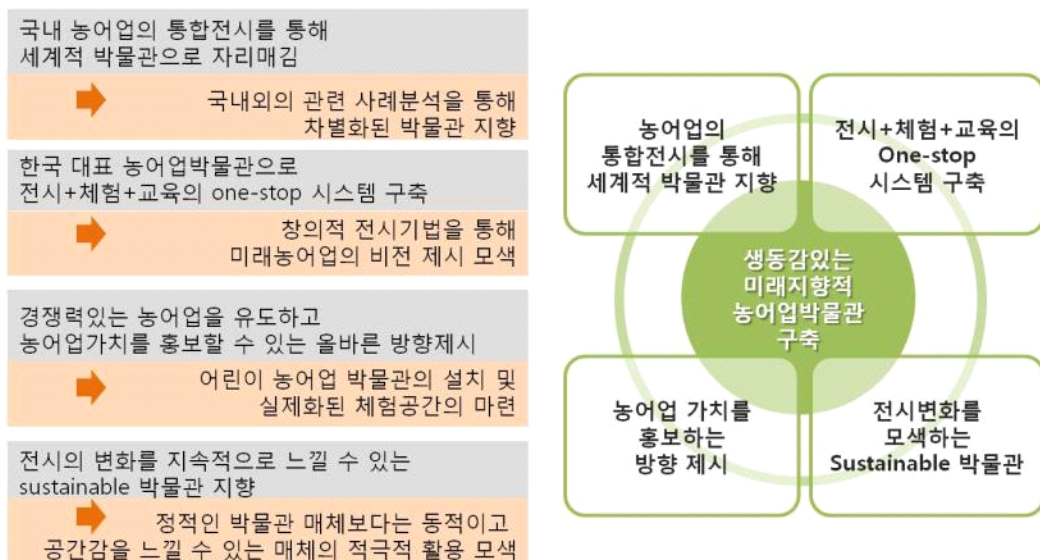 국내 농어업의 통합전시를 통해
세계적 박물관으로 자리매김
국내외의 관련 사례분석을 통해
차별화된 박물관 지향
한국 대표 농어업박물관으로
전시+체험+교육의 one-stop 시스템 구축
창의적 전시기법을 통해
미래농어업의 비전 제시 모색
경쟁력있는 농어업을 유도하고
농어업가치를 홍보할 수 있는 올바른 방향제시
어린이 농어업 박물관의 설치 및
실제화된 체험공간의 마련
전시의 변화를 지속적으로 느낄 수 있는
sustainable 박물관 지향
정적인 박물관 매체보다는 동적이고
공간감을 느낄 수 있는 매체의 적극적 활용 모색
농어업의
통합전시를 통해
세계적 박물관 지향
전시+체험+교육의
One-stop
시스템 구축
생동감있는
미래지향적
농어업박물관
구축
농어업 가치를
홍보하는
방향 제시
전시변화를
모색하는
Sustainable 박물관